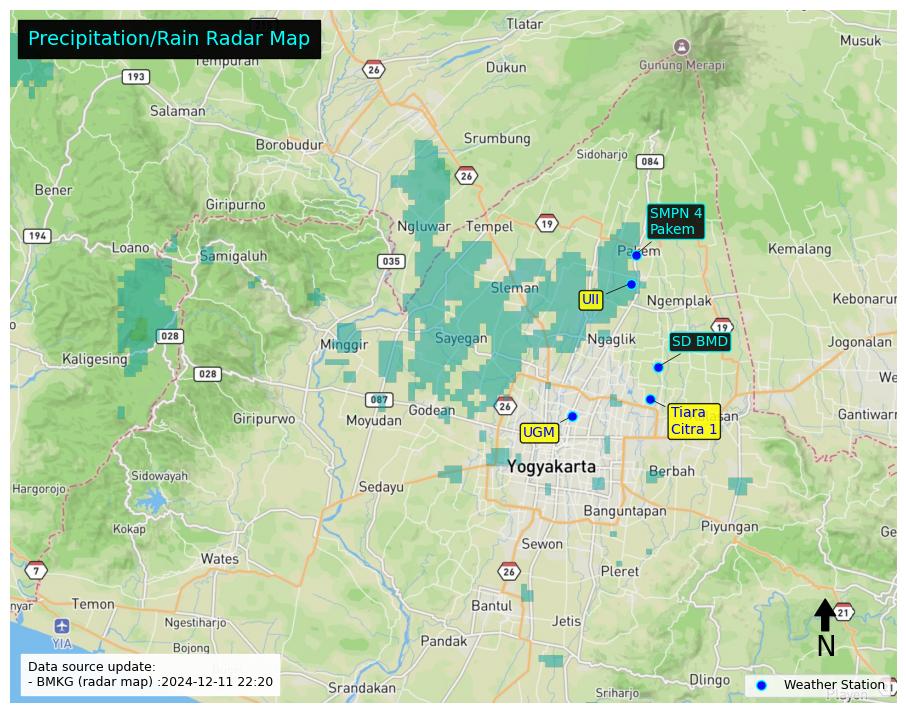 Precipitation/Rain Radar Map
Tlatar
Musuk
26
Gunung Merapi
Dukun
193
Salaman
Srumbung
Borobudur
Sidoharjo
084
26
Bener
Giripurno
SMPN 4
Pakem
Ngluwar
Tempel
19
194
Loano
Samigaluh
Pakem
Kemalang
035
Sleman
UII
Ngemplak
Kebonarun
19
028
Minggir
Sayegan
Ngaglik
SD BMD
Jogonalan
Kaligesing
028
087
Godean
26
Giripurwo
Moyudan
Tiara
Citra 1
Gantiwarn
UGM
Yogyakarta
Berbah
Sidowayah
Hargorojo
Sedayu
Banguntapan
Kokap
Piyungan
Sewon
Wates
7
26
Pleret
Temon
Bantul
21
Ngestiharjo
Jetis
YIA
Pandak
Bojong
N
Data source update:
- BMKG (radar map) :2024-12-11 22:20
Dlingo
Weather Station
Srandakan
Sriharjo